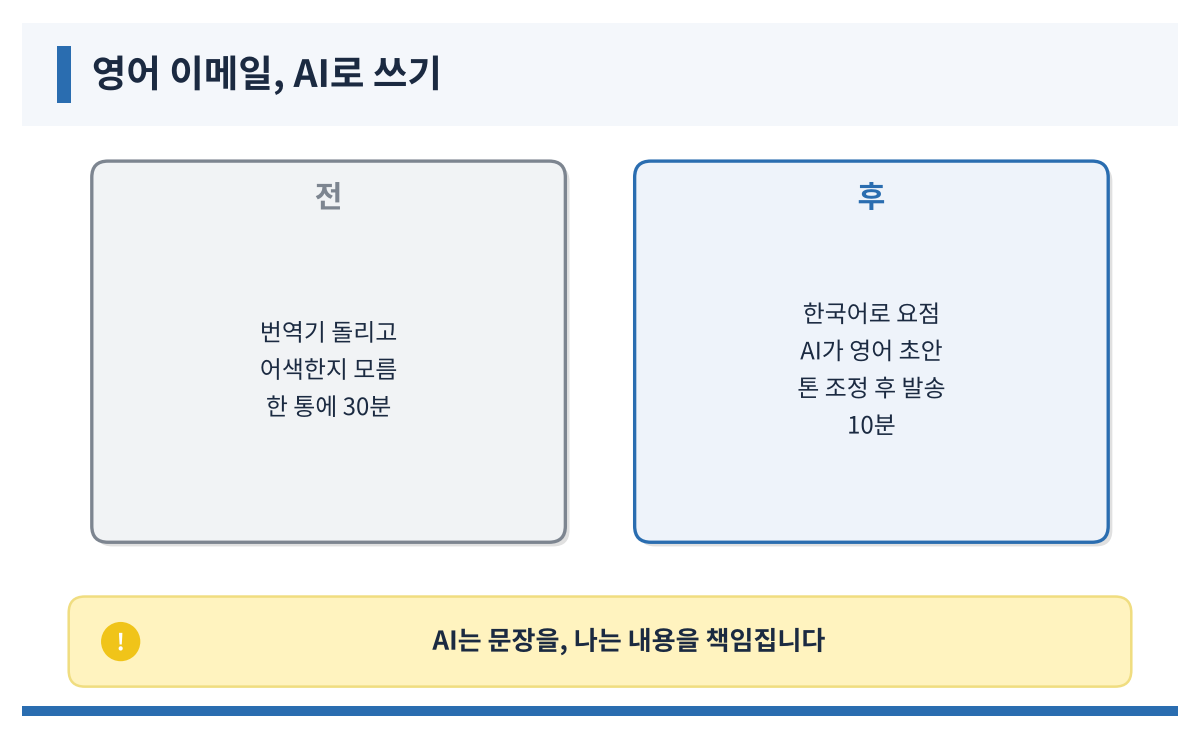 영어 이메일, AI로 쓰기
전
번역기 돌리고
어색한지 모름
한 통에 30분
후
한국어로 요점
AI가 영어 초안
톤 조정 후 발송
10분
!
AI는 문장을, 나는 내용을 책임집니다